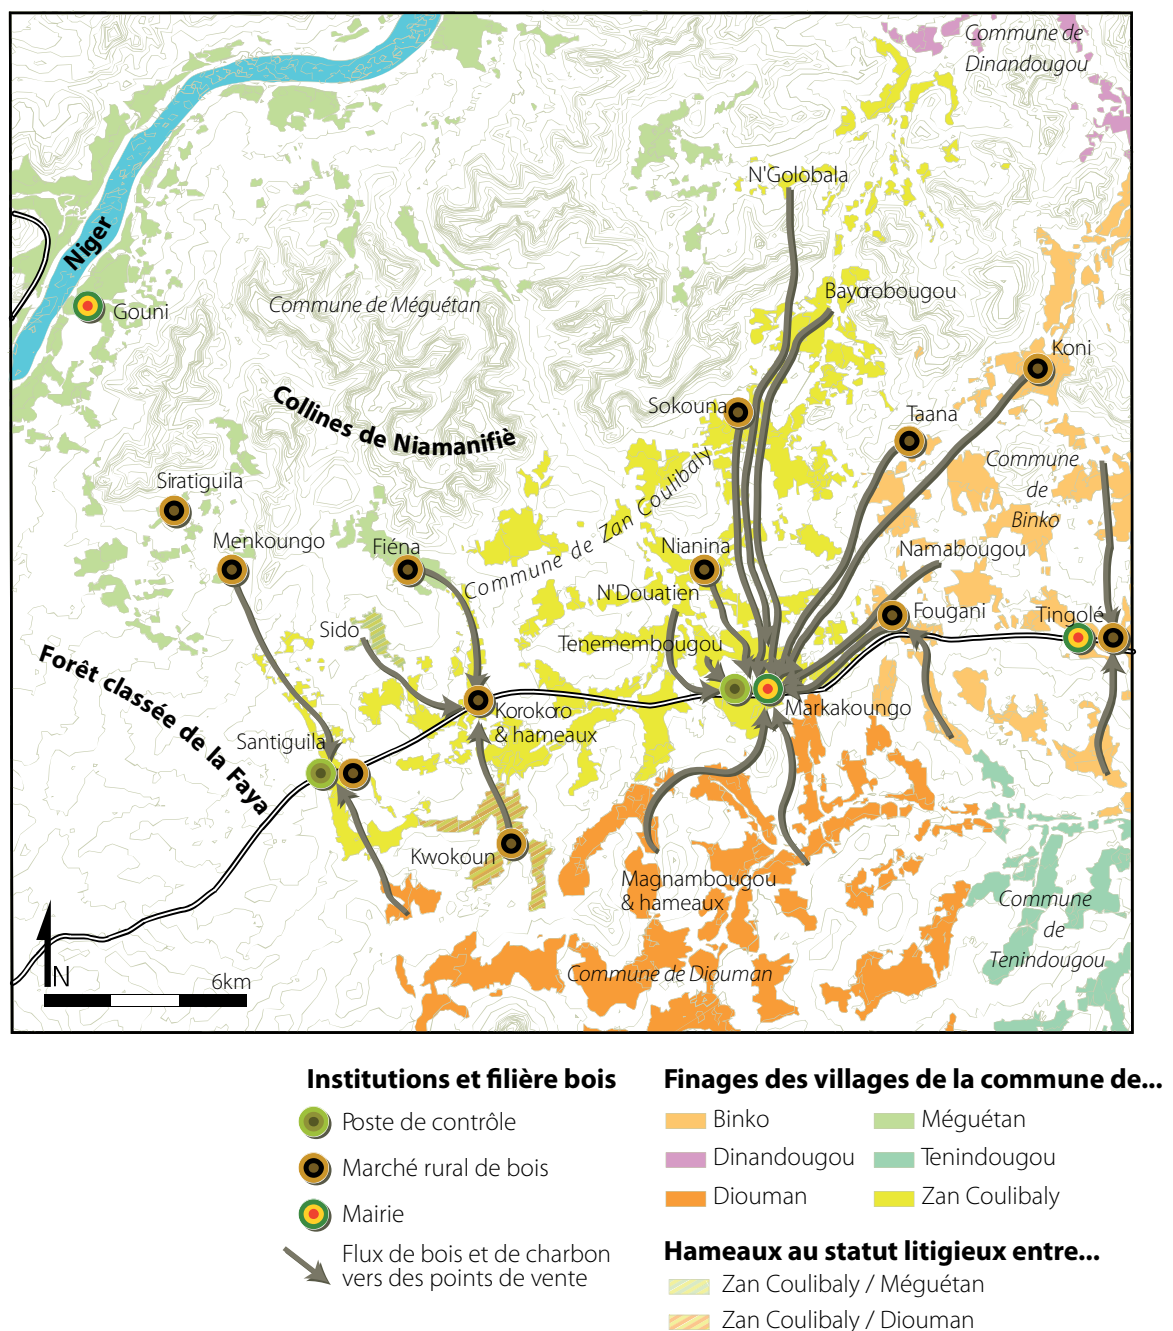 Commune de
Dinandougou
N'Golobala
Niger
Bayorobougou
Gouni
Commune de Méguétan
Koni
Sokouna
Taana
Collines de Niamanifiè
Commune
de
Binko
Siratiguila
Commune de Zan Coulibaly
Menkoungo
Fiéna
Nianina
Namabougou
N'Douatien
Fougani
Tingolé
Sido
Tenemembougou
Forêt classée de la Faya
Korokoro
& hameaux
Markakoungo
Santiguila
Kwokoun
Magnambougou
& hameaux
Commune
de
Tenindougou
Commune de Diouman
N
6km
Institutions et filière bois
Poste de contrôle
Marché rural de bois
Mairie
Flux de bois et de charbon
vers des points de vente
Finages des villages de la commune de...
Binko
Méguétan
Dinandougou
Tenindougou
Diouman
Zan Coulibaly
Hameaux au statut litigieux entre...
Zan Coulibaly / Méguétan
Zan Coulibaly / Diouman